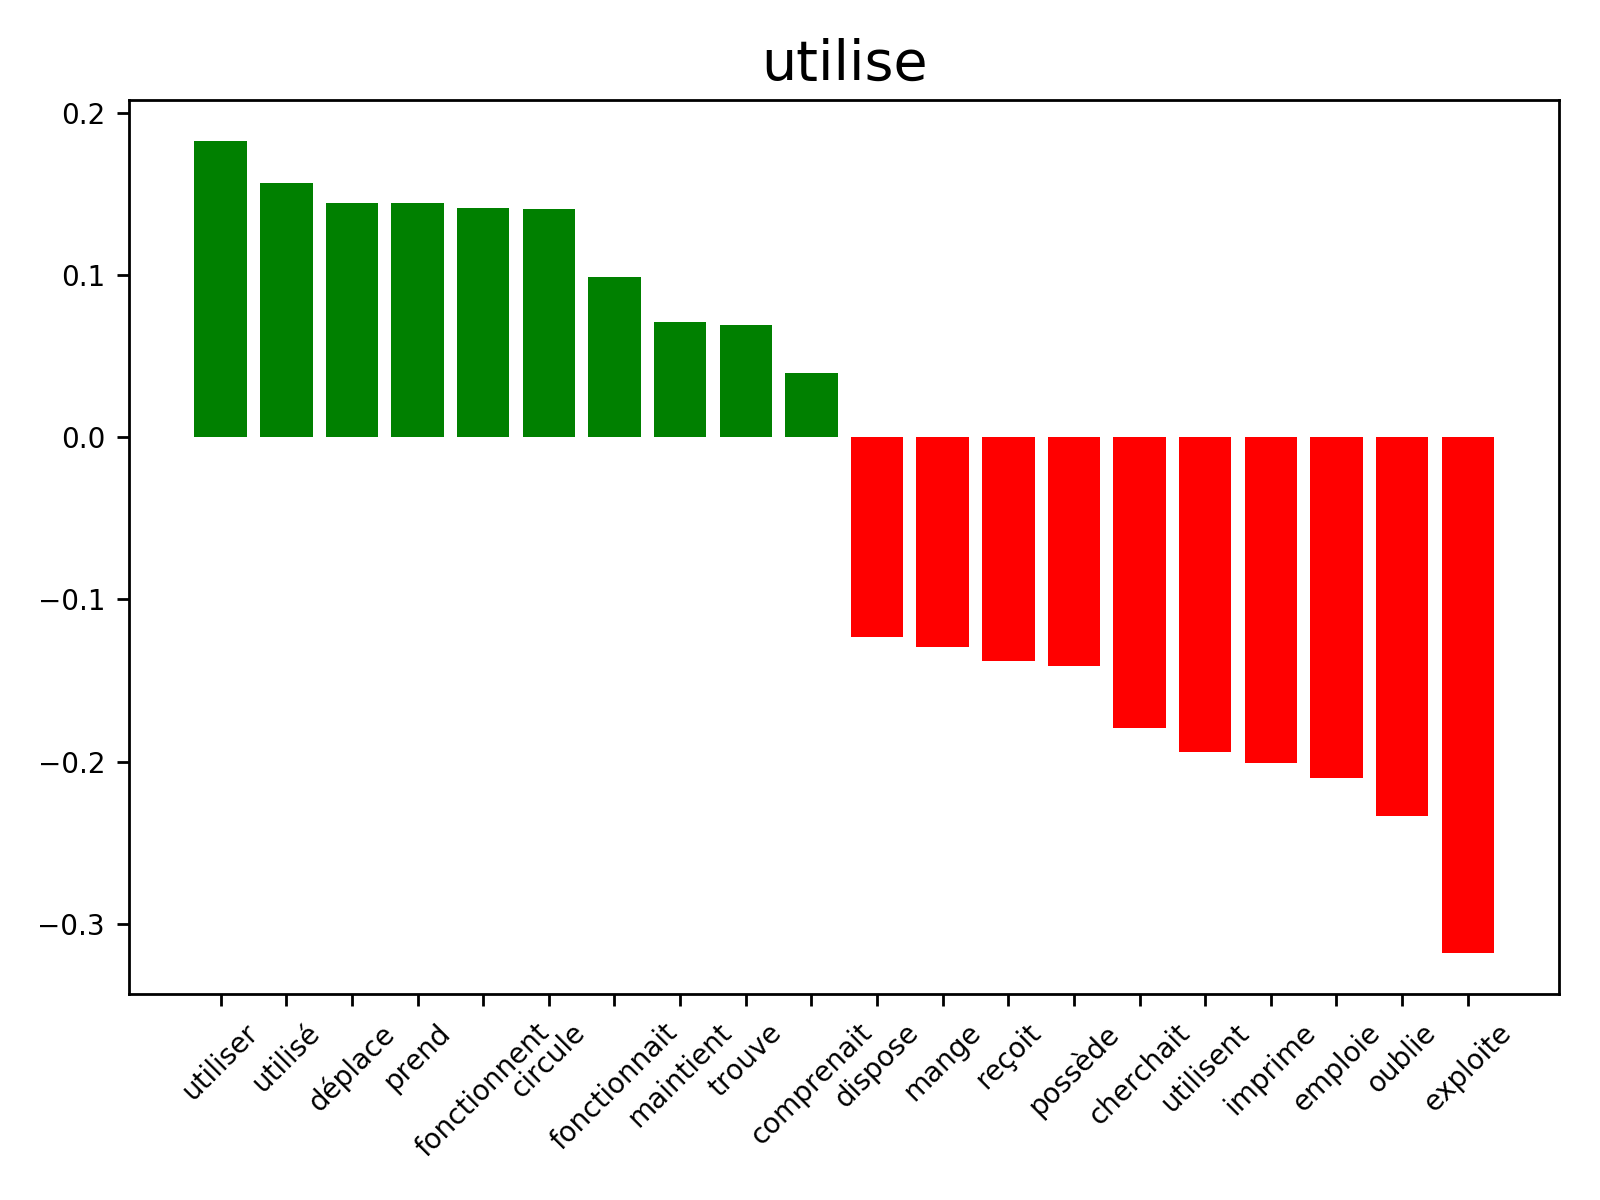 utilise
0.2
0.1
0.0
−0.1
−0.2
−0.3
utiliser
utilisé
déplace
prend
fonctionnent
circule
fonctionnait
maintient
trouve
comprenait
dispose
mange
reçoit
possède
cherchait
utilisent
imprime
emploie
oublie
exploite